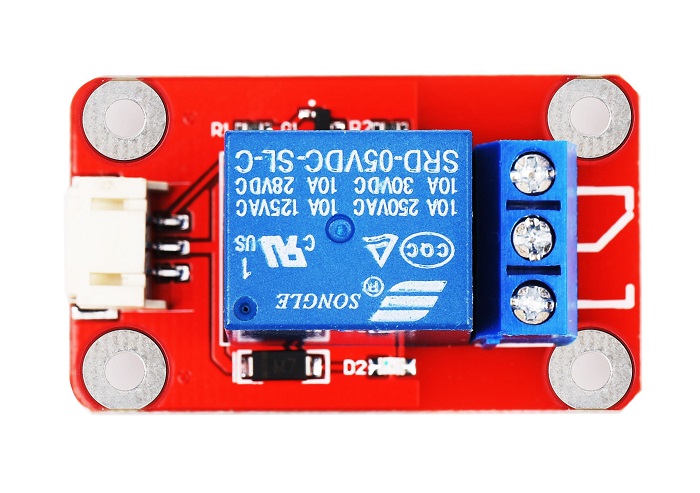 R1 Q1 R2
SONGLE ®
CQC
C US
1
10A 250VAC 10A 125VAC
10A 30VDC 10A 28VDC
SRD-05VDC-SL-C
M7
D2